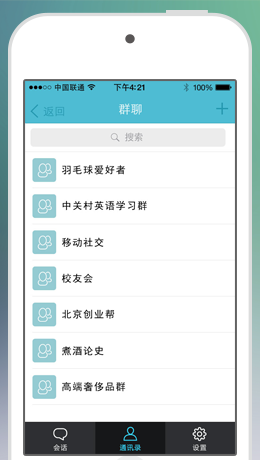 中国联通 下午4:21 100%
返回 群聊
搜索
羽毛球爱好者
中关村英语学习群
移动社交
校友会
北京创业帮
煮酒论史
高端奢侈品群
会话 通讯录 设置